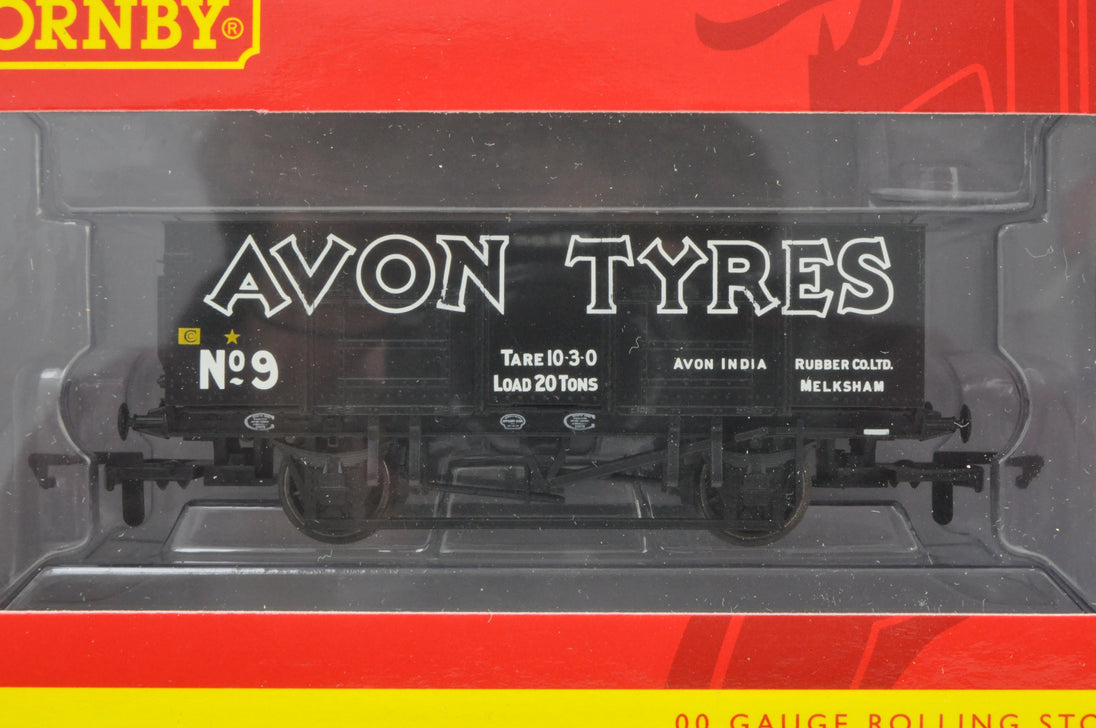 ORNBY®
AVON TYRES
C
Nº9
TARE 10-3-0
LOAD 20 TONS
AVON INDIA RUBBER CO. LTD.
MELKSHAM
00 GAUGE ROLLING STO